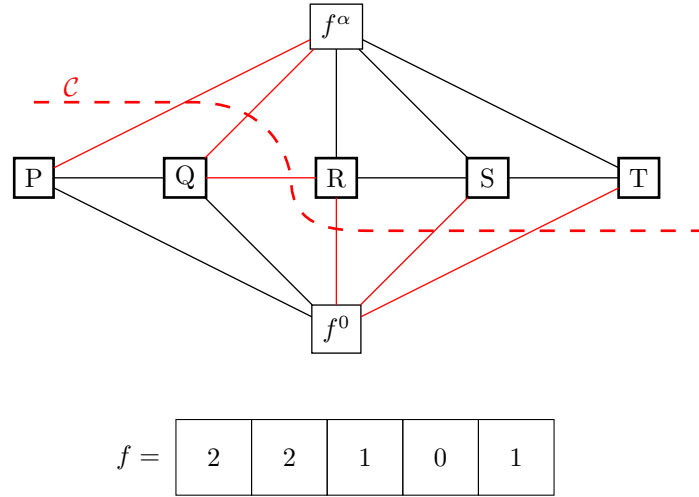 f^α
𝒞
P Q R S T
f^0
f = 2 2 1 0 1